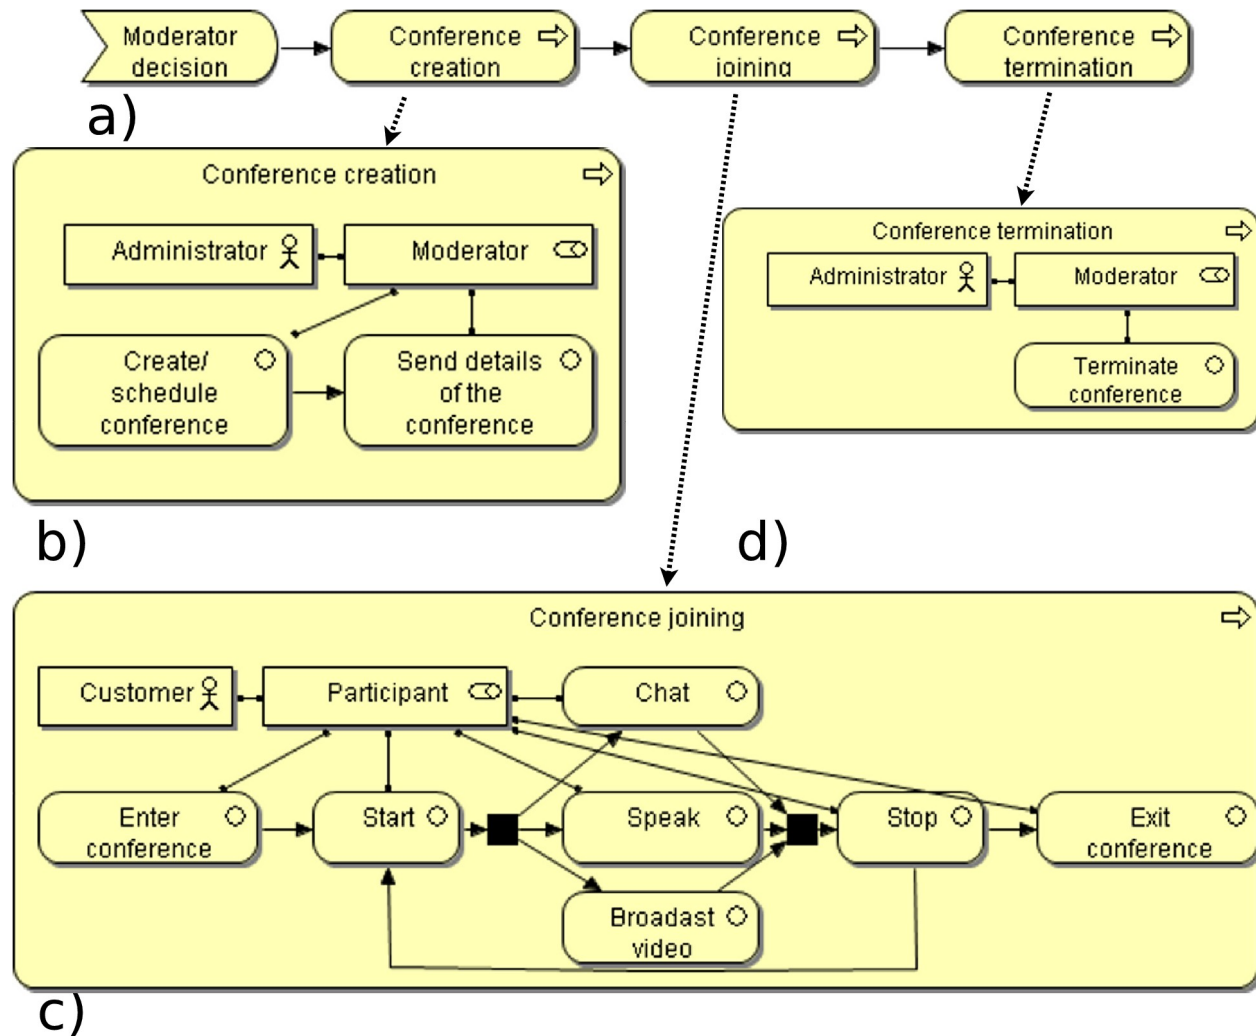 Moderator
decision
Conference
creation
Conference
joining
Conference
termination
a)
Conference creation
Administrator
Moderator
Create/
schedule
conference
Send details
of the
conference
b)
Conference termination
Administrator
Moderator
Terminate
conference
d)
Conference joining
Customer
Participant
Chat
Enter
conference
Start
Speak
Stop
Exit
conference
Broadast
video
c)